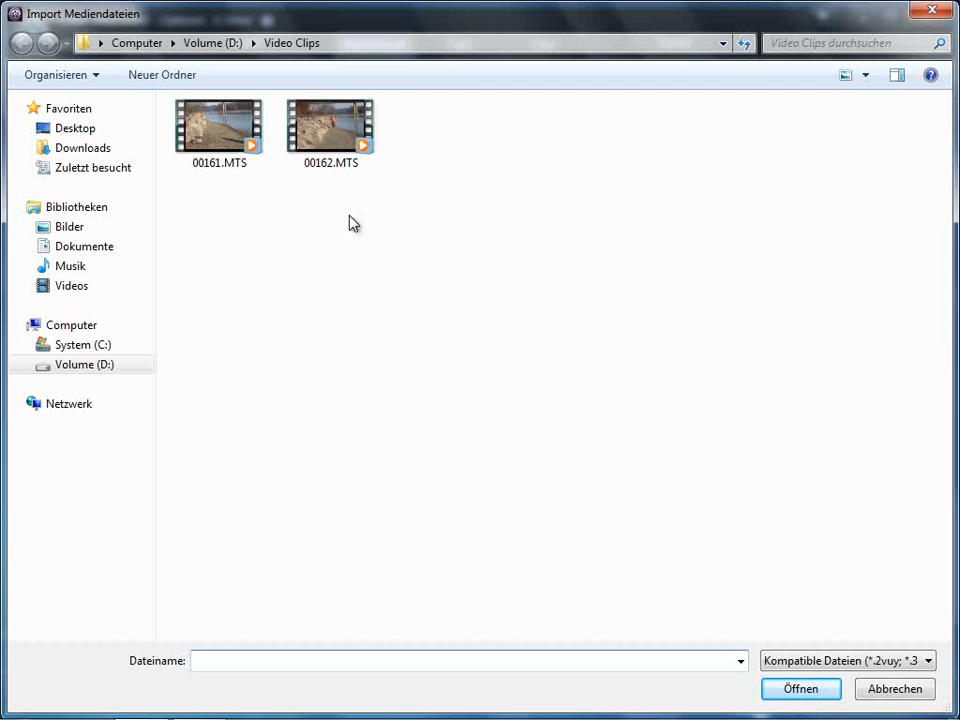 Import Mediendateien
Computer Volume (D:) Video Clips
Video Clips durchsuchen
Organisieren Neuer Ordner
Favoriten
Desktop
Downloads
Zuletzt besucht
Bibliotheken
Bilder
Dokumente
Musik
Videos
Computer
System (C:)
Volume (D:)
Netzwerk
00161.MTS 00162.MTS
Dateiname:
Kompatible Dateien (*.2vuy; *.3
Öffnen Abbrechen